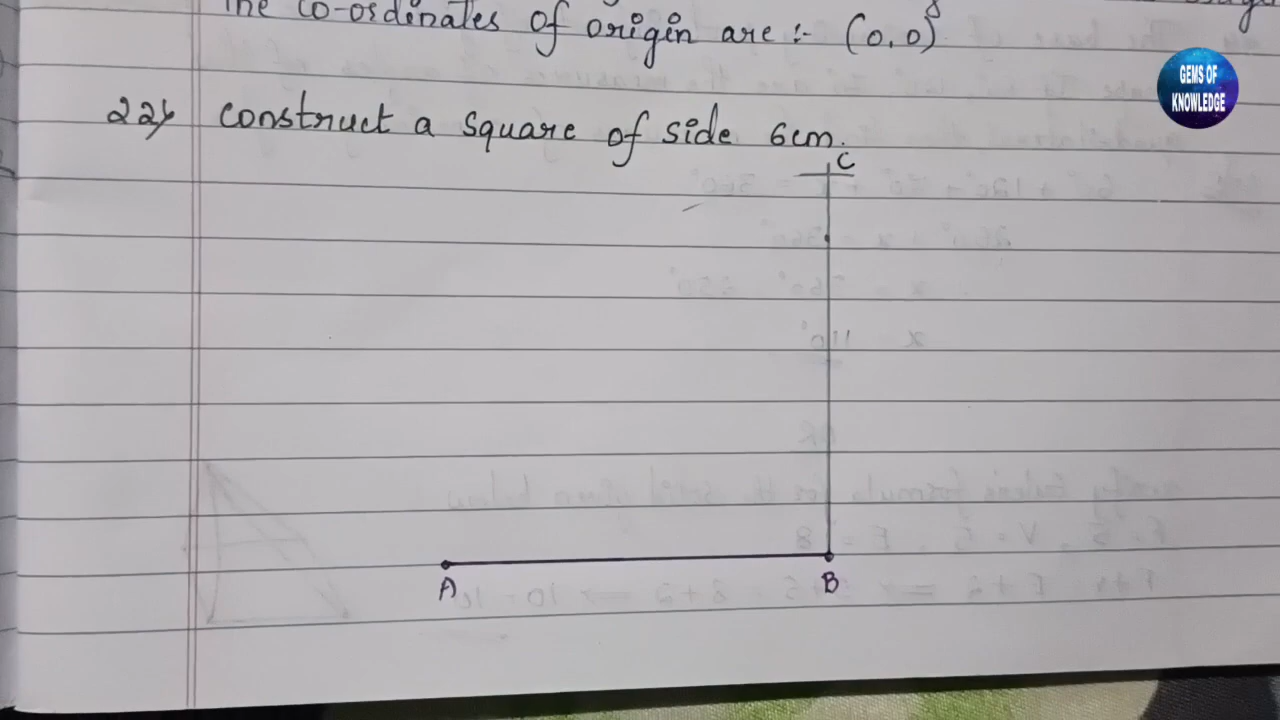 The co-ordinates of origin are :- (0,0)
GEMS OF
KNOWLEDGE
22) construct a square of side 6cm.
C
A
B